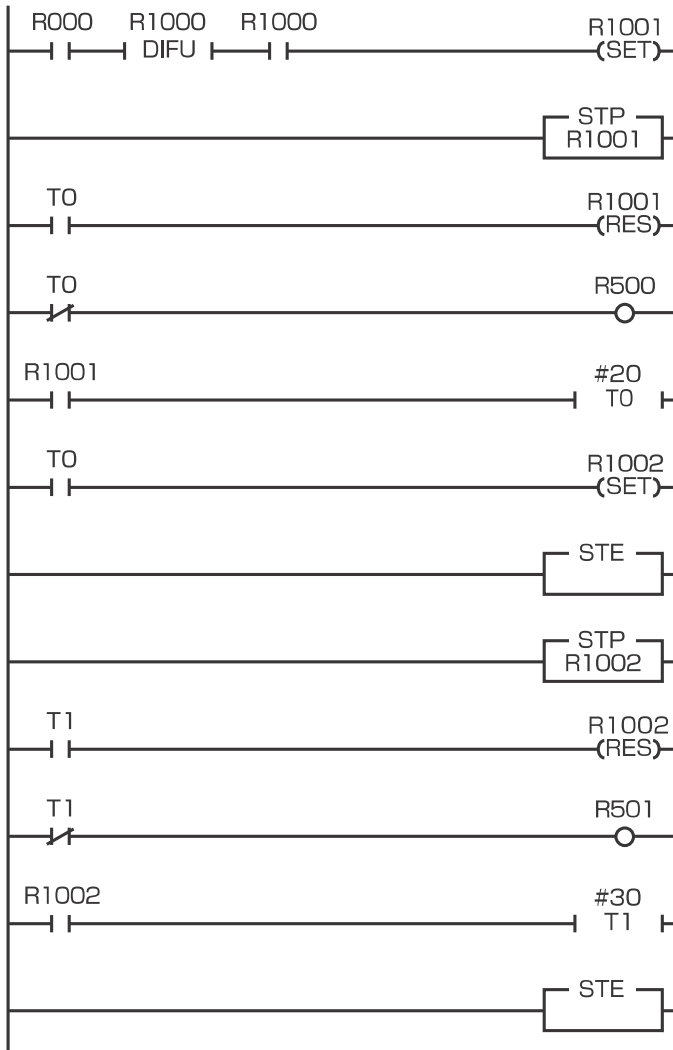 R000 R1000 R1000 R1001
DIFU (SET)
STP
R1001
T0 R1001
(RES)
T0 R500
R1001 #20
T0
T0 R1002
(SET)
STE
STP
R1002
T1 R1002
(RES)
T1 R501
R1002 #30
T1
STE